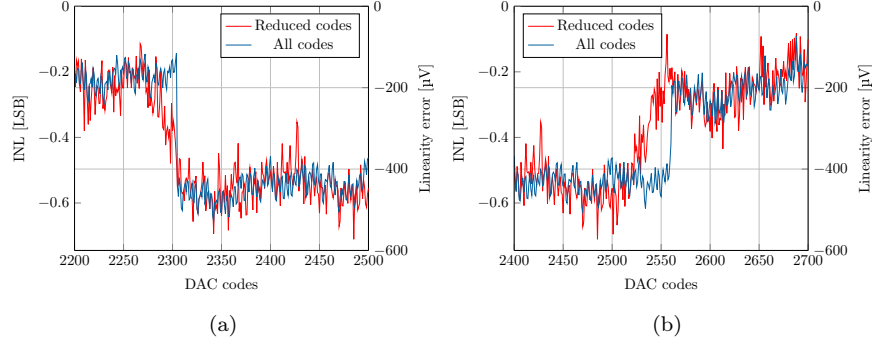 Reduced codes
All codes
INL [LSB]
−0.2
−0.4
−0.6
0
−200
−400
−600
Linearity error [µV]
2200 2250 2300 2350 2400 2450 2500
DAC codes
(a)
Reduced codes
All codes
INL [LSB]
−0.2
−0.4
−0.6
0
−200
−400
−600
Linearity error [µV]
2400 2450 2500 2550 2600 2650 2700
DAC codes
(b)